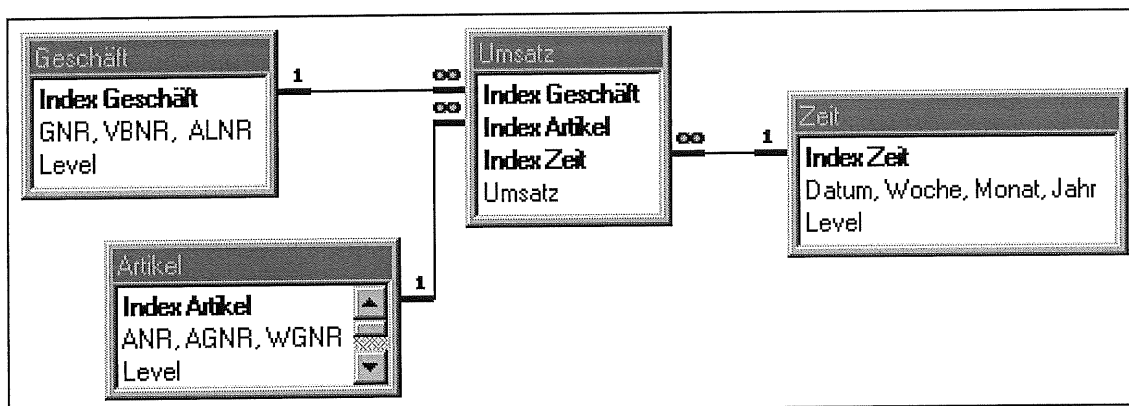 Geschäft
Index Geschäft
GNR, VBNR, ALNR
Level
1
∞
∞
Umsatz
Index Geschäft
Index Artikel
Index Zeit
Umsatz
∞
1
Zeit
Index Zeit
Datum, Woche, Monat, Jahr
Level
Artikel
Index Artikel
ANR, AGNR, WGNR
Level
1